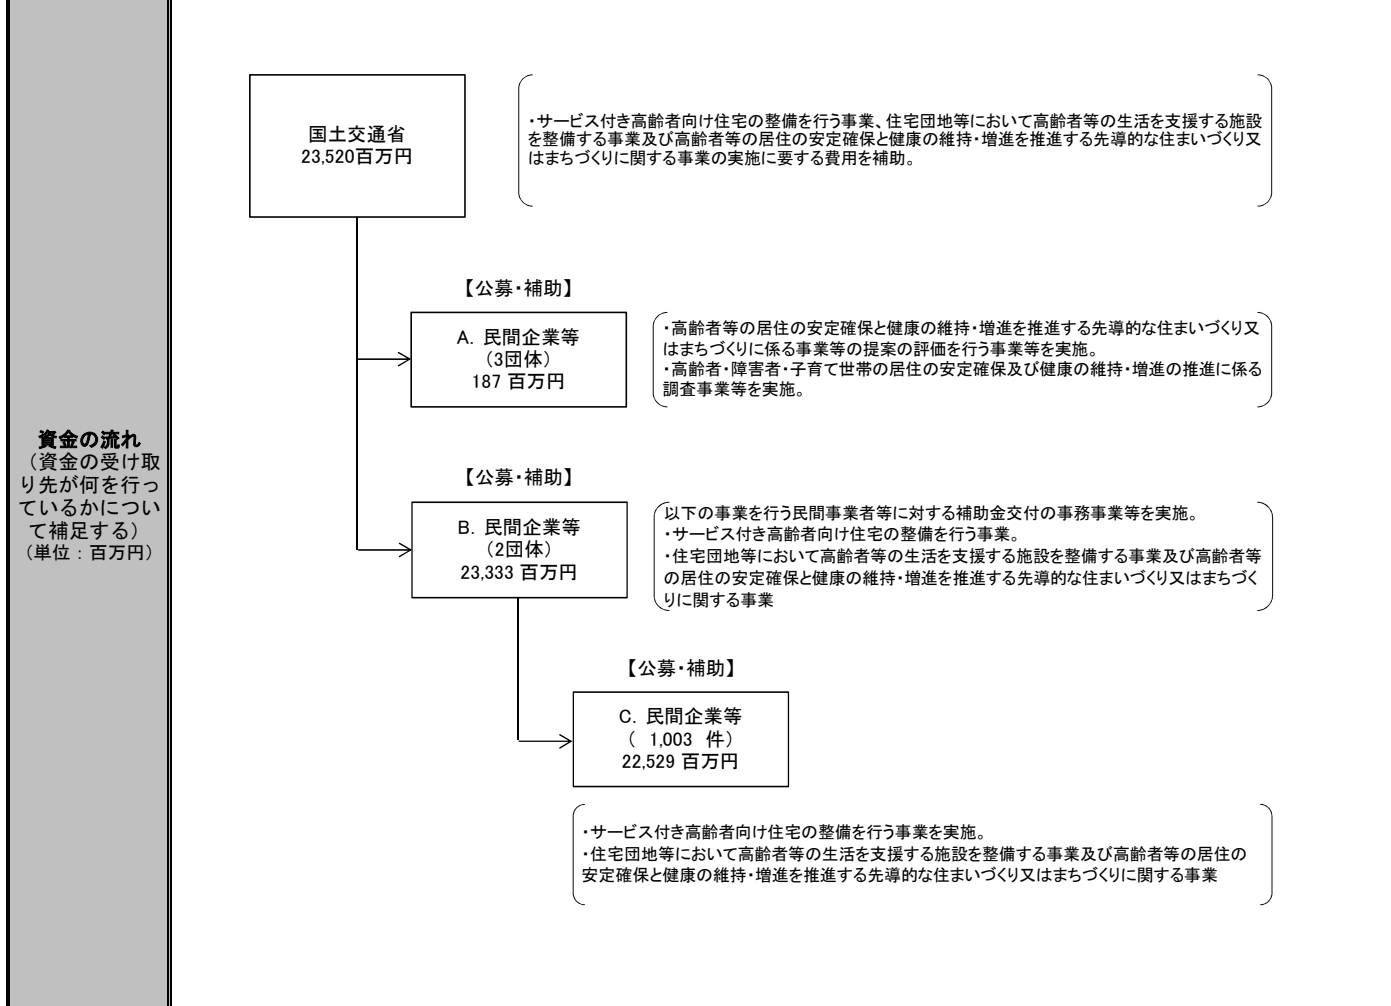 資金の流れ
（資金の受け取
り先が何を行っ
ているかについ
て補足する）
（単位：百万円）
国土交通省
23,520百万円
・サービス付き高齢者向け住宅の整備を行う事業、住宅団地等において高齢者等の生活を支援する施設
を整備する事業及び高齢者等の居住の安定確保と健康の維持・増進を推進する先導的な住まいづくり又
はまちづくりに関する事業の実施に要する費用を補助。
【公募・補助】
A. 民間企業等
（3団体）
187 百万円
・高齢者等の居住の安定確保と健康の維持・増進を推進する先導的な住まいづくり又
はまちづくりに係る事業等の提案の評価を行う事業等を実施。
・高齢者・障害者・子育て世帯の居住の安定確保及び健康の維持・増進の推進に係る
調査事業等を実施。
【公募・補助】
B. 民間企業等
（2団体）
23,333 百万円
以下の事業を行う民間事業者等に対する補助金交付の事務事業等を実施。
・サービス付き高齢者向け住宅の整備を行う事業。
・住宅団地等において高齢者等の生活を支援する施設を整備する事業及び高齢者等
の居住の安定確保と健康の維持・増進を推進する先導的な住まいづくり又はまちづく
りに関する事業
【公募・補助】
C. 民間企業等
（ 1,003 件）
22,529 百万円
・サービス付き高齢者向け住宅の整備を行う事業を実施。
・住宅団地等において高齢者等の生活を支援する施設を整備する事業及び高齢者等の居住の
安定確保と健康の維持・増進を推進する先導的な住まいづくり又はまちづくりに関する事業